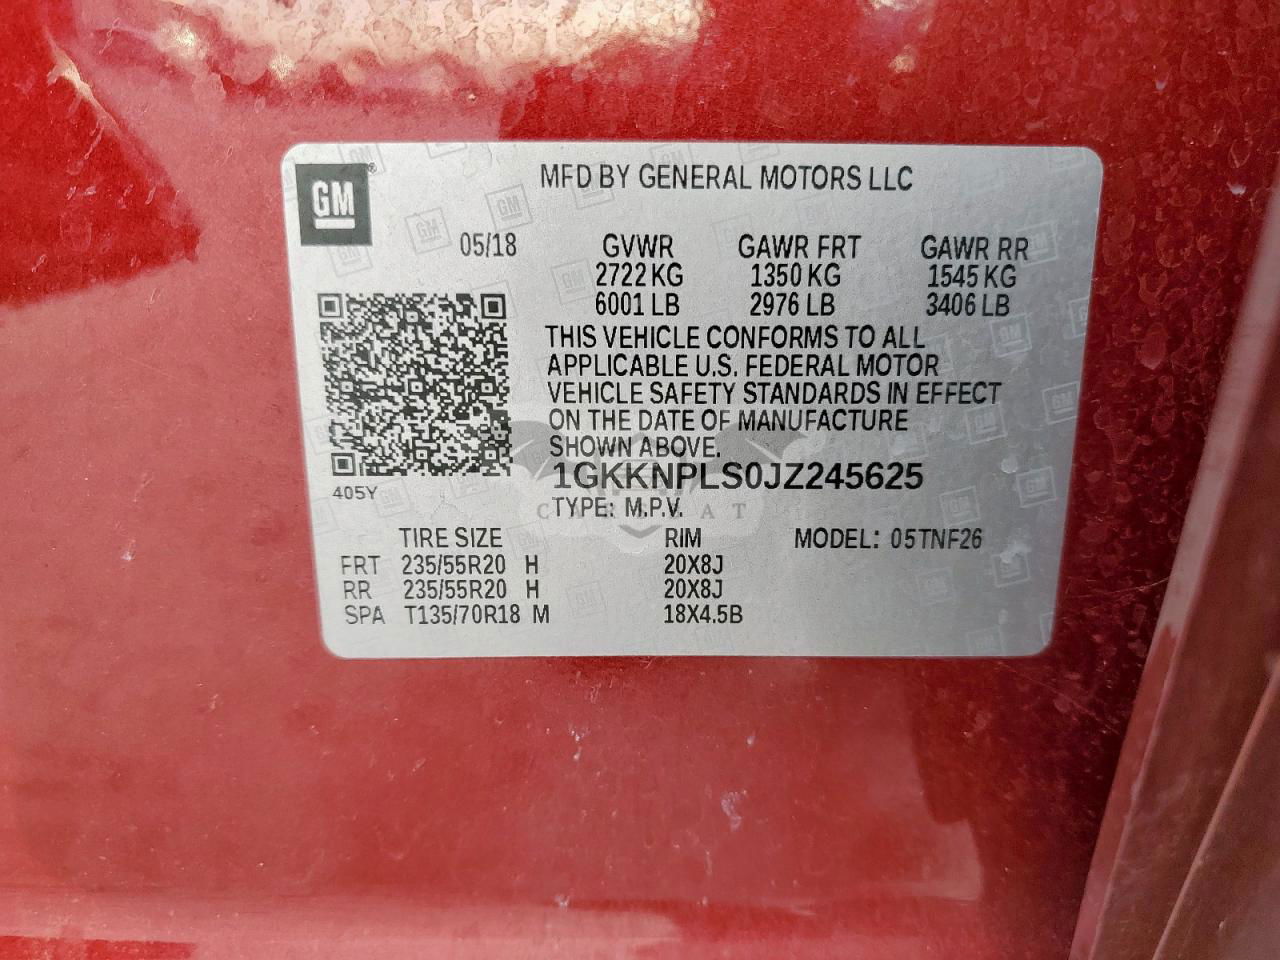 GM
MFD BY GENERAL MOTORS LLC
05/18 GVWR GAWR FRT GAWR RR
2722 KG 1350 KG 1545 KG
6001 LB 2976 LB 3406 LB
THIS VEHICLE CONFORMS TO ALL
APPLICABLE U.S. FEDERAL MOTOR
VEHICLE SAFETY STANDARDS IN EFFECT
ON THE DATE OF MANUFACTURE
SHOWN ABOVE.
405Y
1GKKNPLS0JZ245625
TYPE: M.P.V.
TIRE SIZE RIM MODEL: 05TNF26
FRT 235/55R20 H 20X8J
RR 235/55R20 H 20X8J
SPA T135/70R18 M 18X4.5B